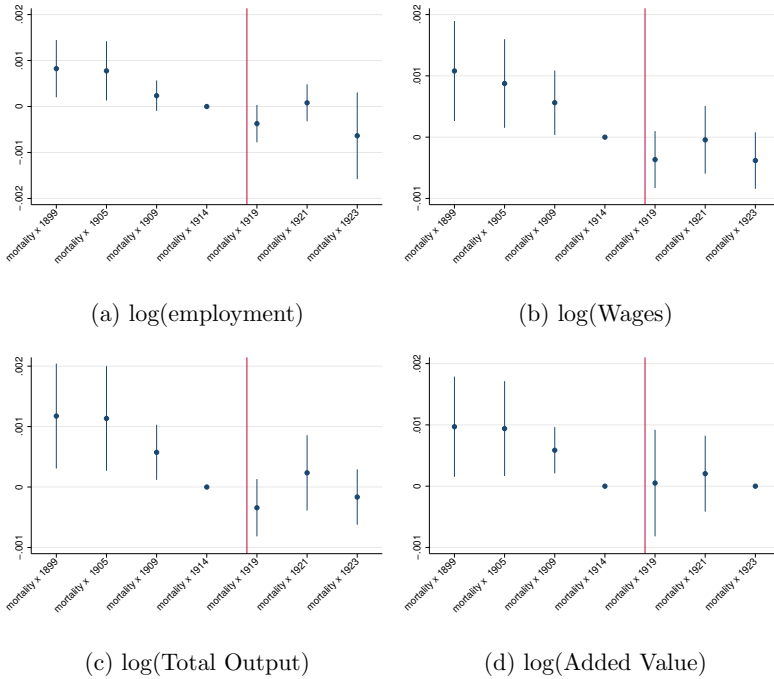 .002
.001
0
−.001
−.002
mortality x 1899
mortality x 1905
mortality x 1909
mortality x 1914
mortality x 1919
mortality x 1921
mortality x 1923
(a) log(employment)
.002
.001
0
−.001
mortality x 1899
mortality x 1905
mortality x 1909
mortality x 1914
mortality x 1919
mortality x 1921
mortality x 1923
(b) log(Wages)
.002
.001
0
−.001
mortality x 1899
mortality x 1905
mortality x 1909
mortality x 1914
mortality x 1919
mortality x 1921
mortality x 1923
(c) log(Total Output)
.002
.001
0
−.001
mortality x 1899
mortality x 1905
mortality x 1909
mortality x 1914
mortality x 1919
mortality x 1921
mortality x 1923
(d) log(Added Value)